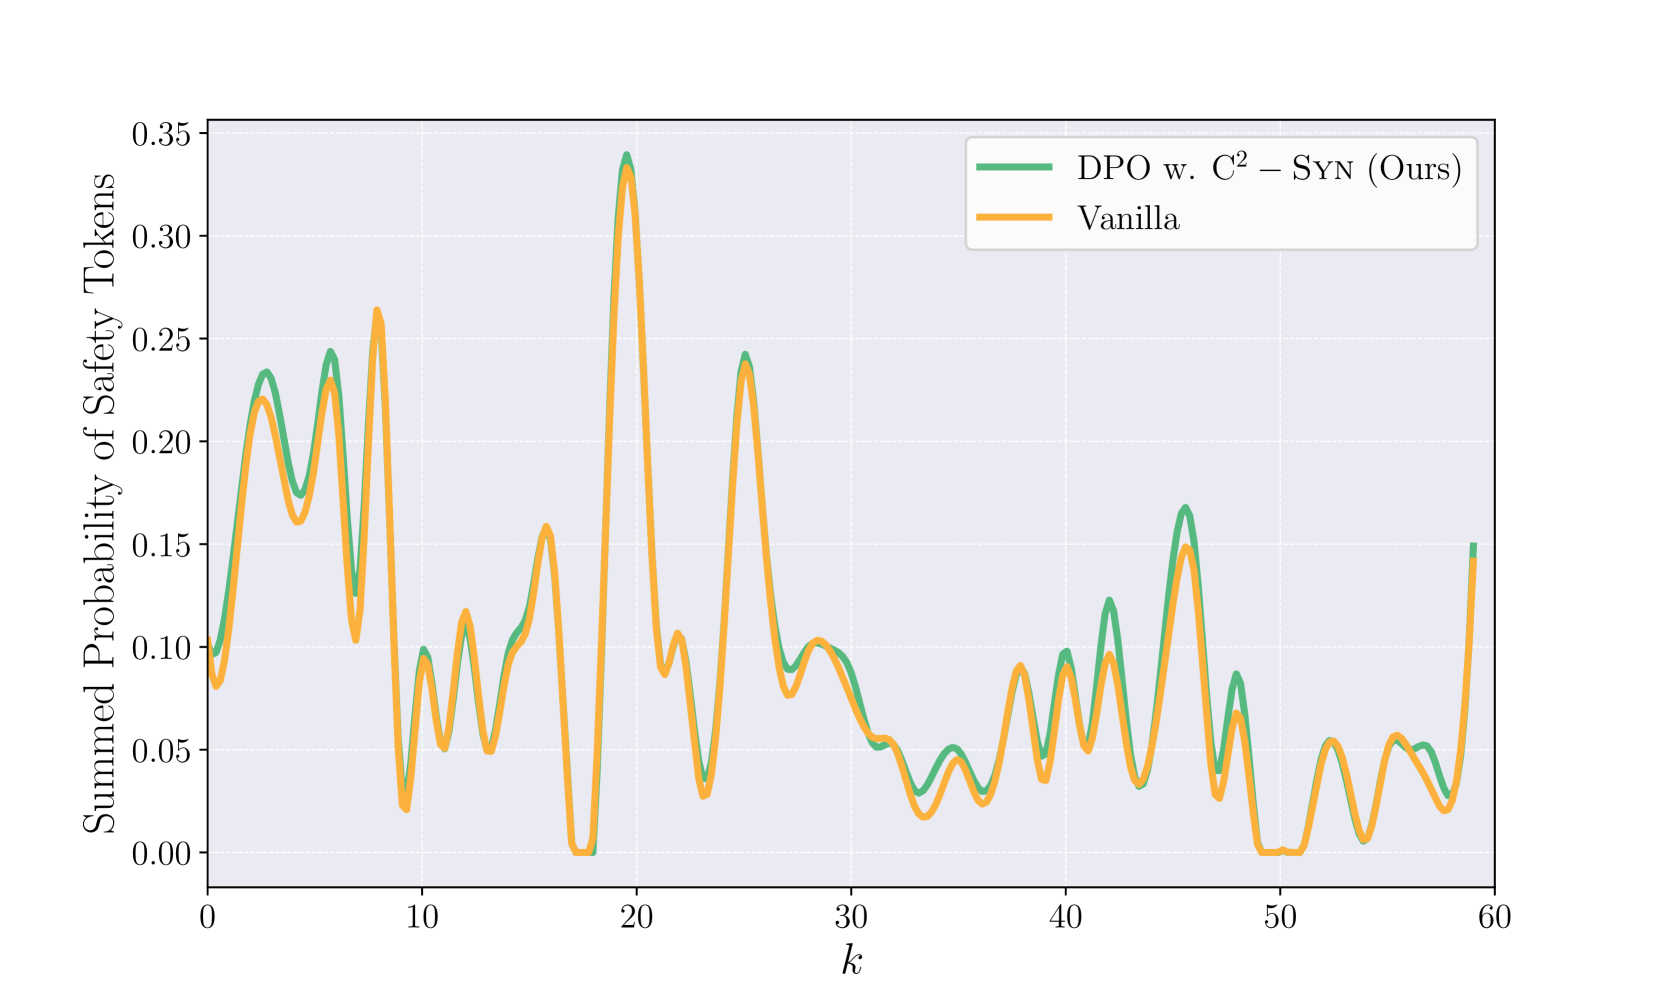 DPO w. C² − SYN (Ours)
Vanilla
Summed Probability of Safety Tokens
0.35
0.30
0.25
0.20
0.15
0.10
0.05
0.00
0 10 20 30 40 50 60
k